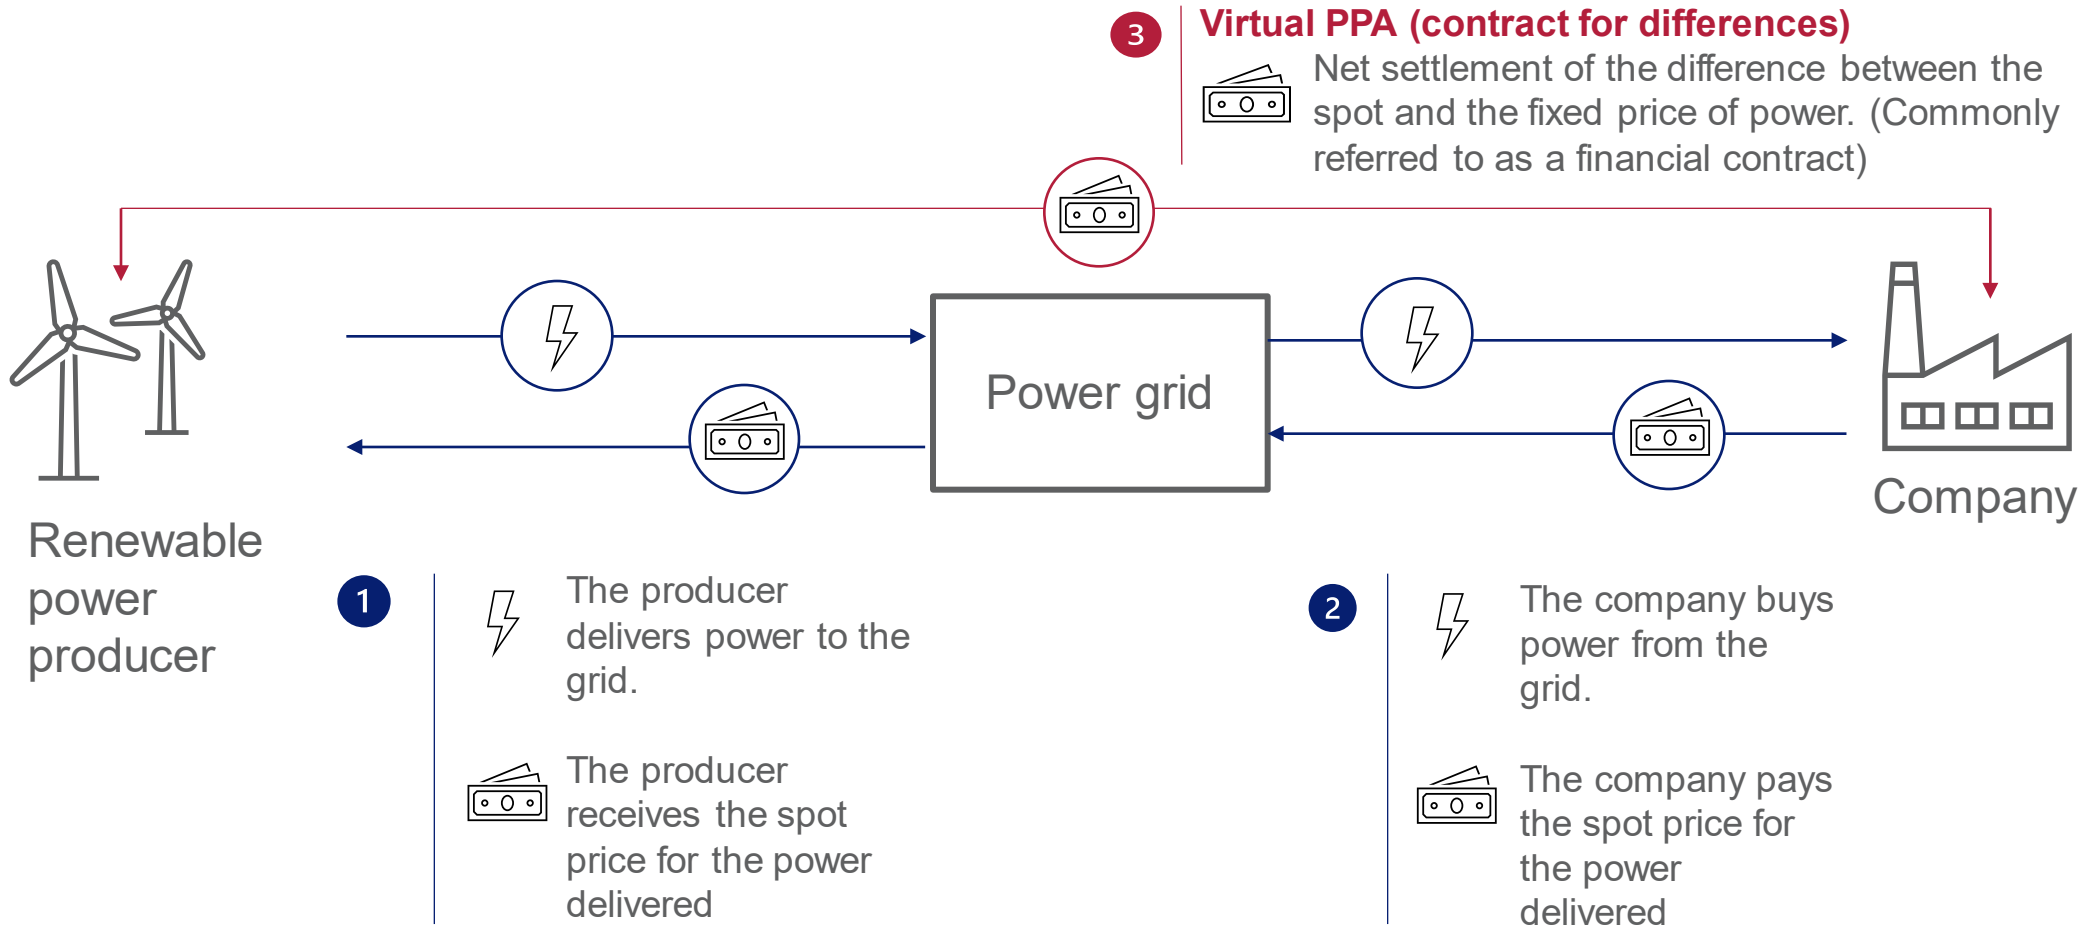 3
Virtual PPA (contract for differences)
Net settlement of the difference between the
spot and the fixed price of power. (Commonly
referred to as a financial contract)
Power grid
Company
Renewable
power
producer
1
The producer
delivers power to the
grid.
The producer
receives the spot
price for the power
delivered
2
The company buys
power from the
grid.
The company pays
the spot price for
the power
delivered